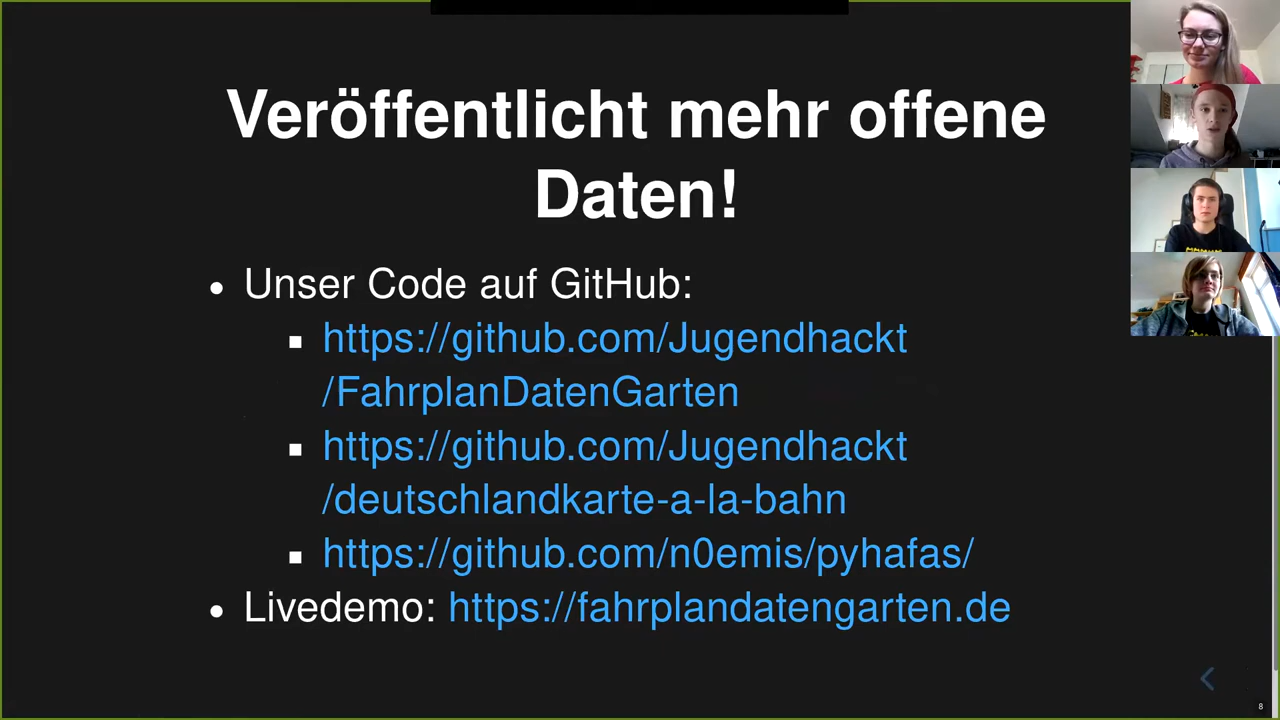 Veröffentlicht mehr offene
Daten!
Unser Code auf GitHub:
https://github.com/Jugendhackt
/FahrplanDatenGarten
https://github.com/Jugendhackt
/deutschlandkarte-a-la-bahn
https://github.com/n0emis/pyhafas/
Livedemo: https://fahrplandatengarten.de
8